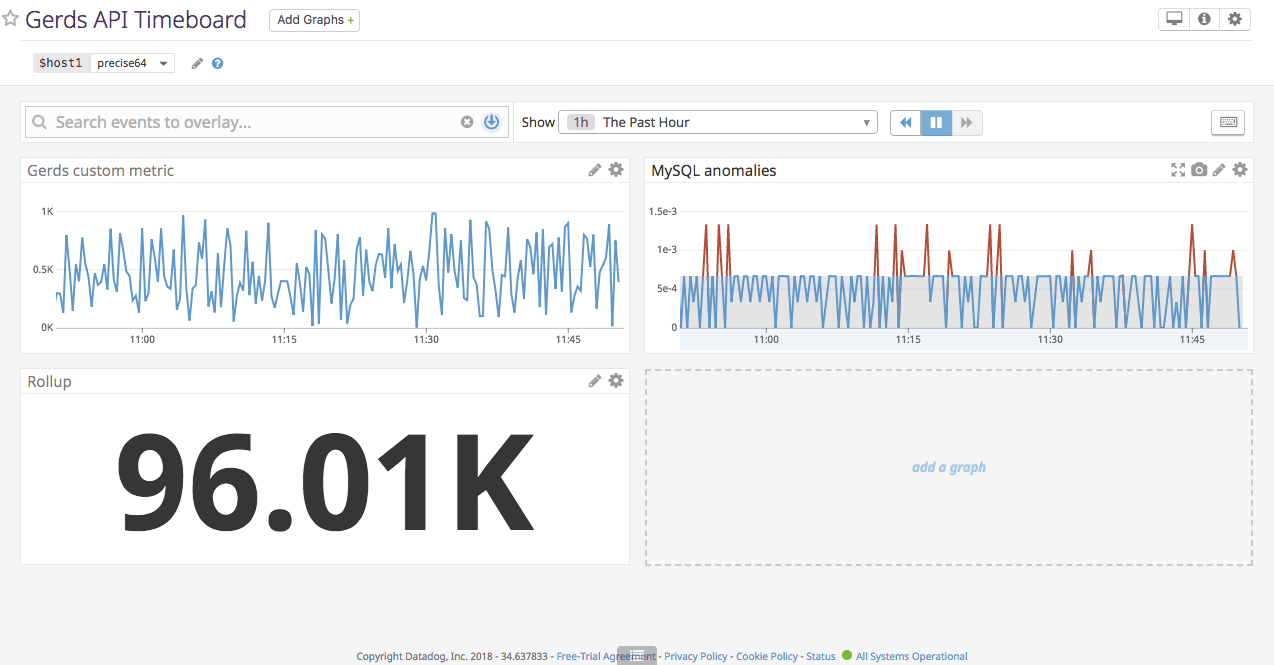 Gerds API Timeboard Add Graphs +
$host1 precise64
Search events to overlay... Show 1h The Past Hour
Gerds custom metric
1K
0.5K
0K
11:00 11:15 11:30 11:45
MySQL anomalies
1.5e-3
1e-3
5e-4
0
11:00 11:15 11:30 11:45
Rollup
96.01K
add a graph
Copyright Datadog, Inc. 2018 - 34.637833 - Free-Trial Agreement - Privacy Policy - Cookie Policy - Status All Systems Operational